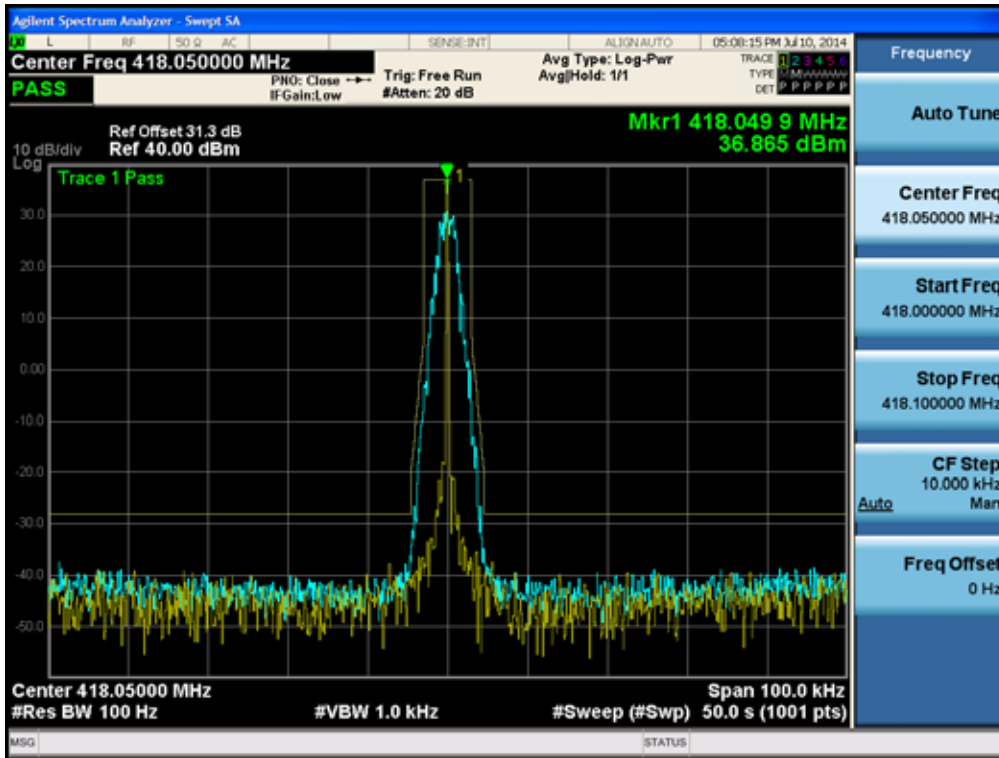 Agilent Spectrum Analyzer - Swept SA
L RF 50 Ω AC SENSE:INT ALIGN AUTO 05:08:15 PM Jul 10, 2014
Center Freq 418.050000 MHz
PASS
PNO: Close
IFGain:Low
Trig: Free Run
#Atten: 20 dB
Avg Type: Log-Pwr
Avg|Hold: 1/1
TRACE 1 2 3 4 5 6
TYPE M
DET P P P P P P
Mkr1 418.049 9 MHz
36.865 dBm
Ref Offset 31.3 dB
10 dB/div Ref 40.00 dBm
Log
Trace 1 Pass
1
30.0
20.0
10.0
0.00
-10.0
-20.0
-30.0
-40.0
-50.0
Center 418.05000 MHz Span 100.0 kHz
#Res BW 100 Hz #VBW 1.0 kHz #Sweep (#Swp) 50.0 s (1001 pts)
MSG STATUS
Frequency
Auto Tune
Center Freq
418.050000 MHz
Start Freq
418.000000 MHz
Stop Freq
418.100000 MHz
CF Step
10.000 kHz
Auto Man
Freq Offset
0 Hz